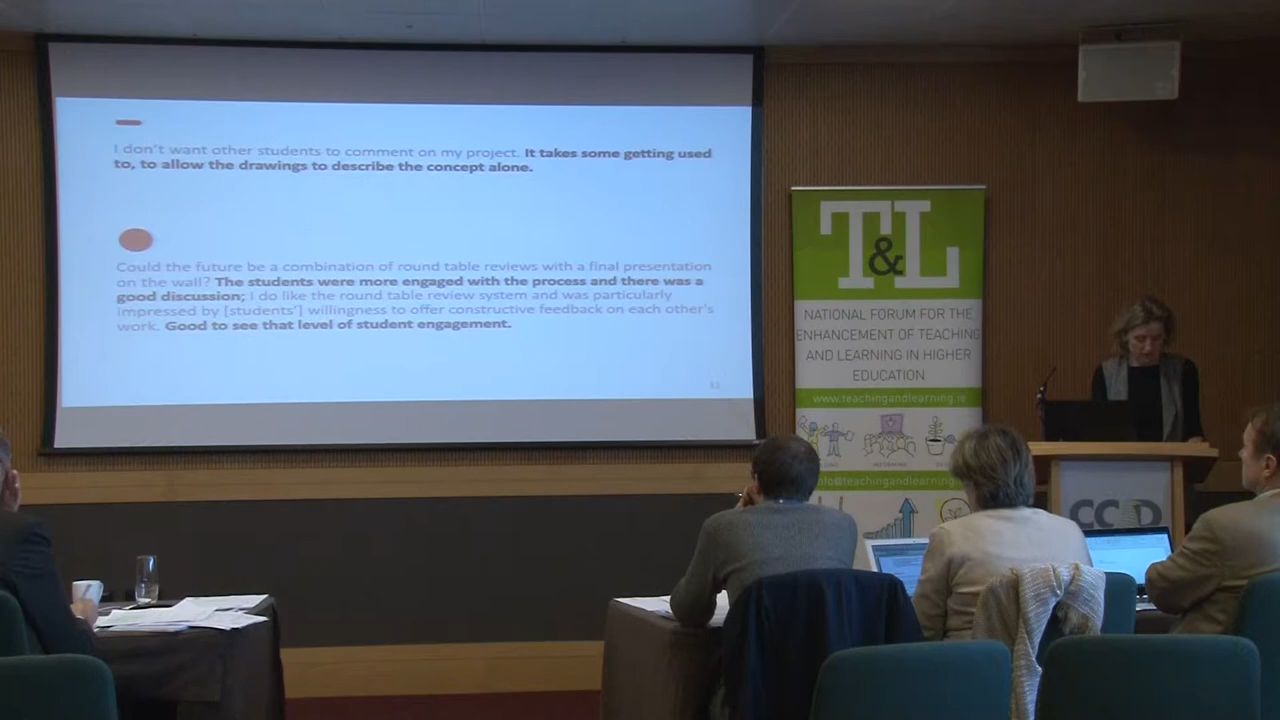 I don't want other students to comment on my project. It takes some getting used
to, to allow the drawings to describe the concept alone.
Could the future be a combination of round table reviews with a final presentation
on the wall? The students were more engaged with the process and there was a
good discussion; I do like the round table review system and was particularly
impressed by [students'] willingness to offer constructive feedback on each other's
work. Good to see that level of student engagement.
T&L
NATIONAL FORUM FOR THE
ENHANCEMENT OF TEACHING
AND LEARNING IN HIGHER
EDUCATION
www.teachingandlearning.ie
info@teachingandlearning